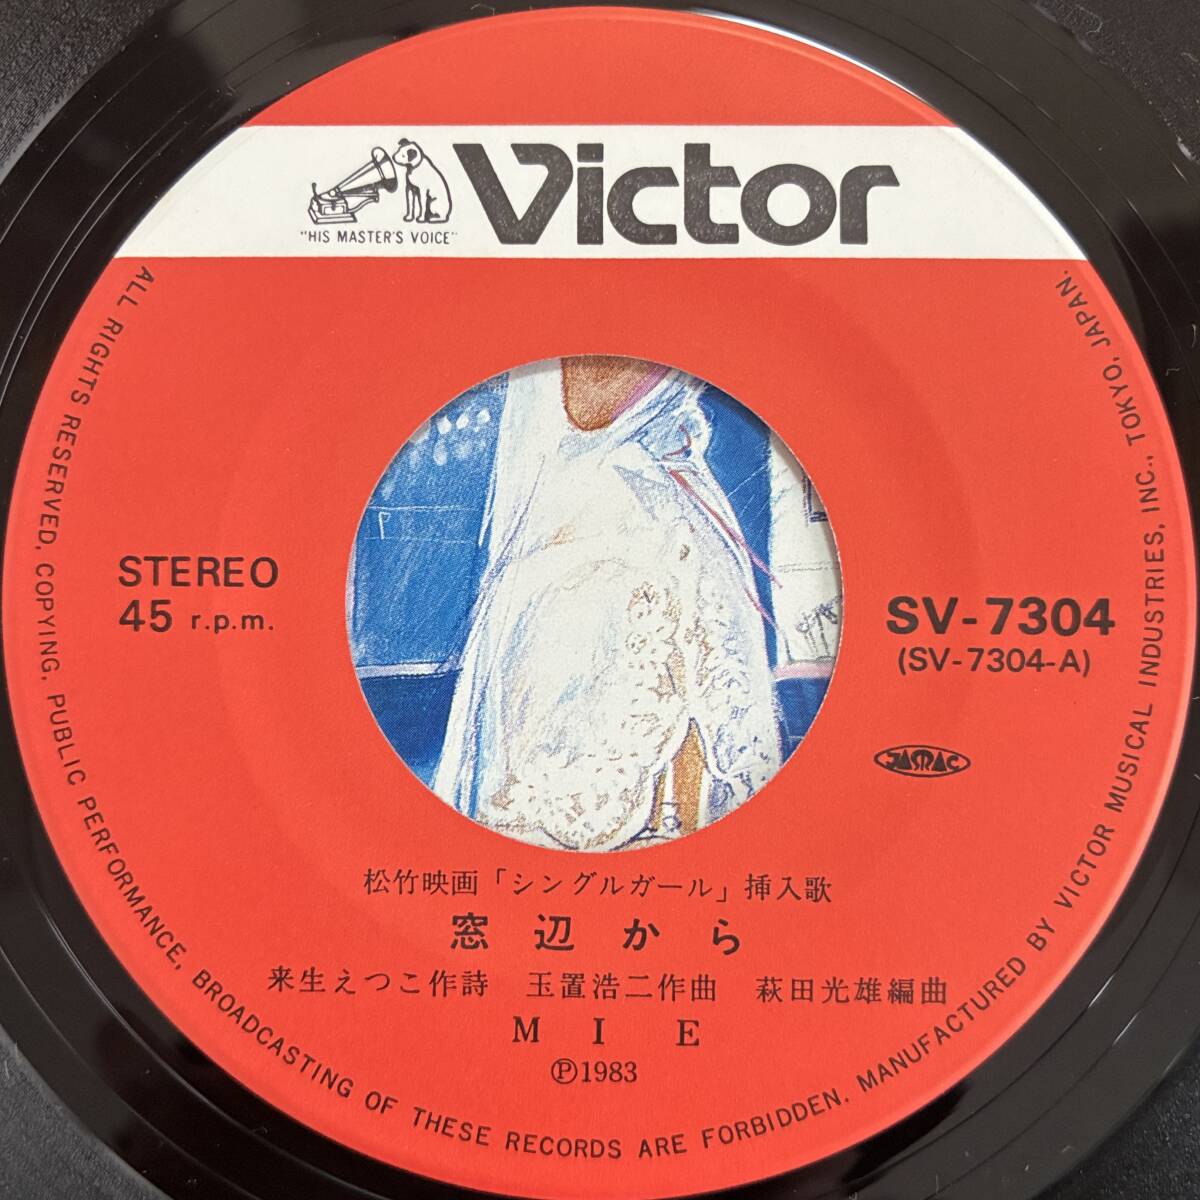 Victor
"HIS MASTER'S VOICE"
STEREO
45 r.p.m.
SV-7304
(SV-7304-A)
JASRAC
松竹映画「シングルガール」挿入歌
窓辺から
来生えつこ作詩 玉置浩二作曲 萩田光雄編曲
MIE
Ⓟ1983
ALL RIGHTS RESERVED, COPYING, PUBLIC PERFORMANCE, BROADCASTING OF THESE RECORDS ARE FORBIDDEN. MANUFACTURED BY VICTOR MUSICAL INDUSTRIES, INC., TOKYO, JAPAN.